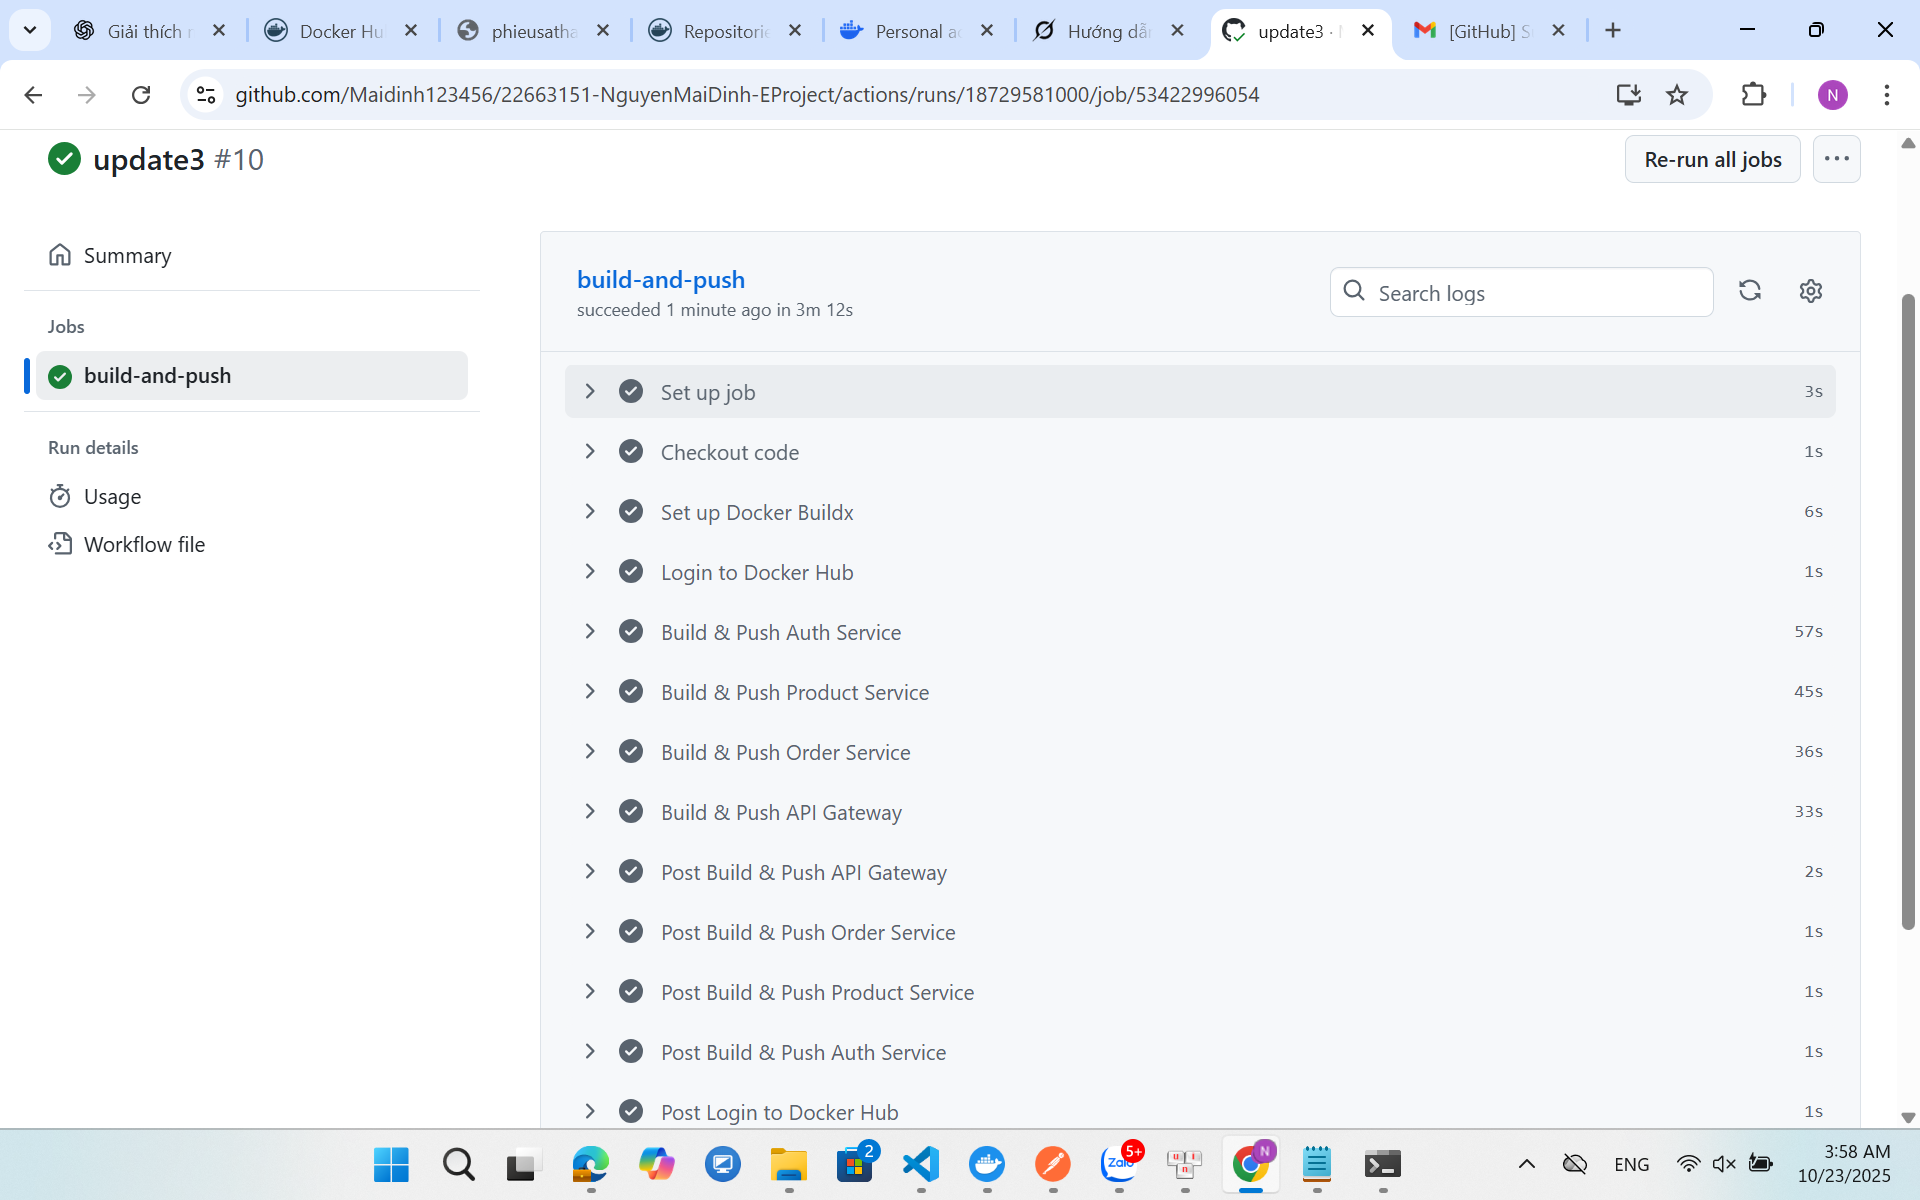 Giải thích
Docker Hu
phieusatha
Repositorie
Personal ac
Hướng dẫ
update3 ·
[GitHub] S
github.com/Maidinh123456/22663151-NguyenMaiDinh-EProject/actions/runs/18729581000/job/53422996054
N
update3 #10
Re-run all jobs
Summary
Jobs
build-and-push
Run details
Usage
Workflow file
build-and-push
succeeded 1 minute ago in 3m 12s
Search logs
Set up job 3s
Checkout code 1s
Set up Docker Buildx 6s
Login to Docker Hub 1s
Build & Push Auth Service 57s
Build & Push Product Service 45s
Build & Push Order Service 36s
Build & Push API Gateway 33s
Post Build & Push API Gateway 2s
Post Build & Push Order Service 1s
Post Build & Push Product Service 1s
Post Build & Push Auth Service 1s
Post Login to Docker Hub 1s
2
Zalo
5+
u
i
n
N
ENG
3:58 AM
10/23/2025